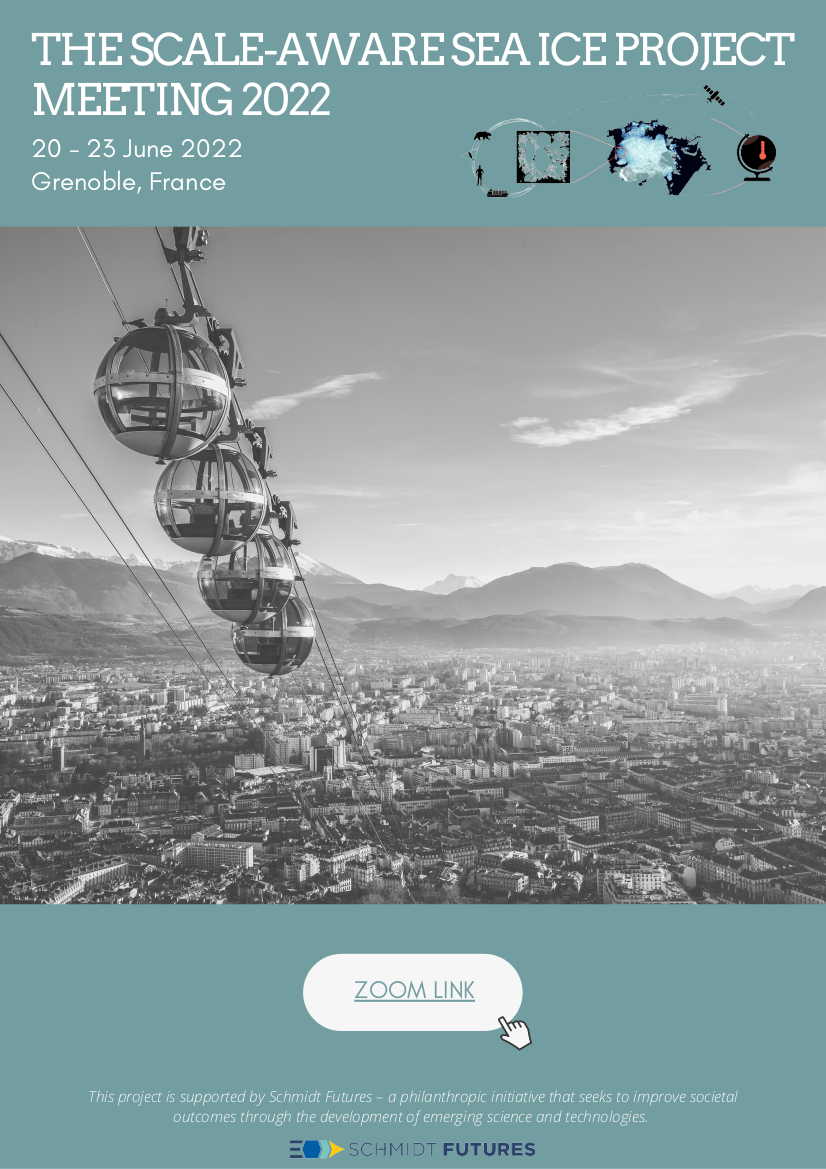 THE SCALE-AWARE SEA ICE PROJECT
MEETING 2022
20 - 23 June 2022
Grenoble, France
ZOOM LINK
This project is supported by Schmidt Futures – a philanthropic initiative that seeks to improve societal
outcomes through the development of emerging science and technologies.
SCHMIDT FUTURES